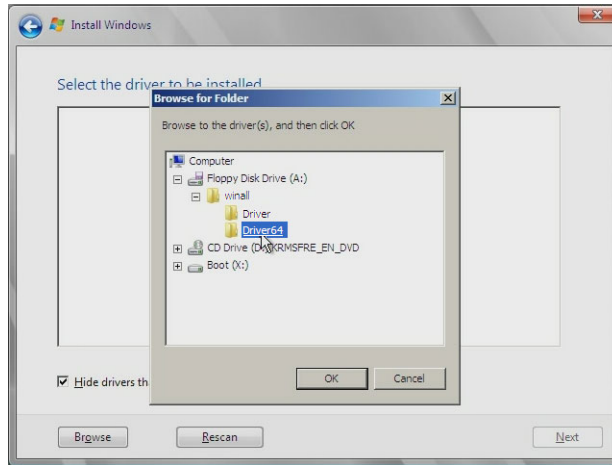 Install Windows
Select the driver to be installed
Browse for Folder
Browse to the driver(s), and then click OK
Computer
Floppy Disk Drive (A:)
winall
Driver
Driver64
CD Drive (D:) KRMSFRE_EN_DVD
Boot (X:)
OK Cancel
Hide drivers th
Browse Rescan Next